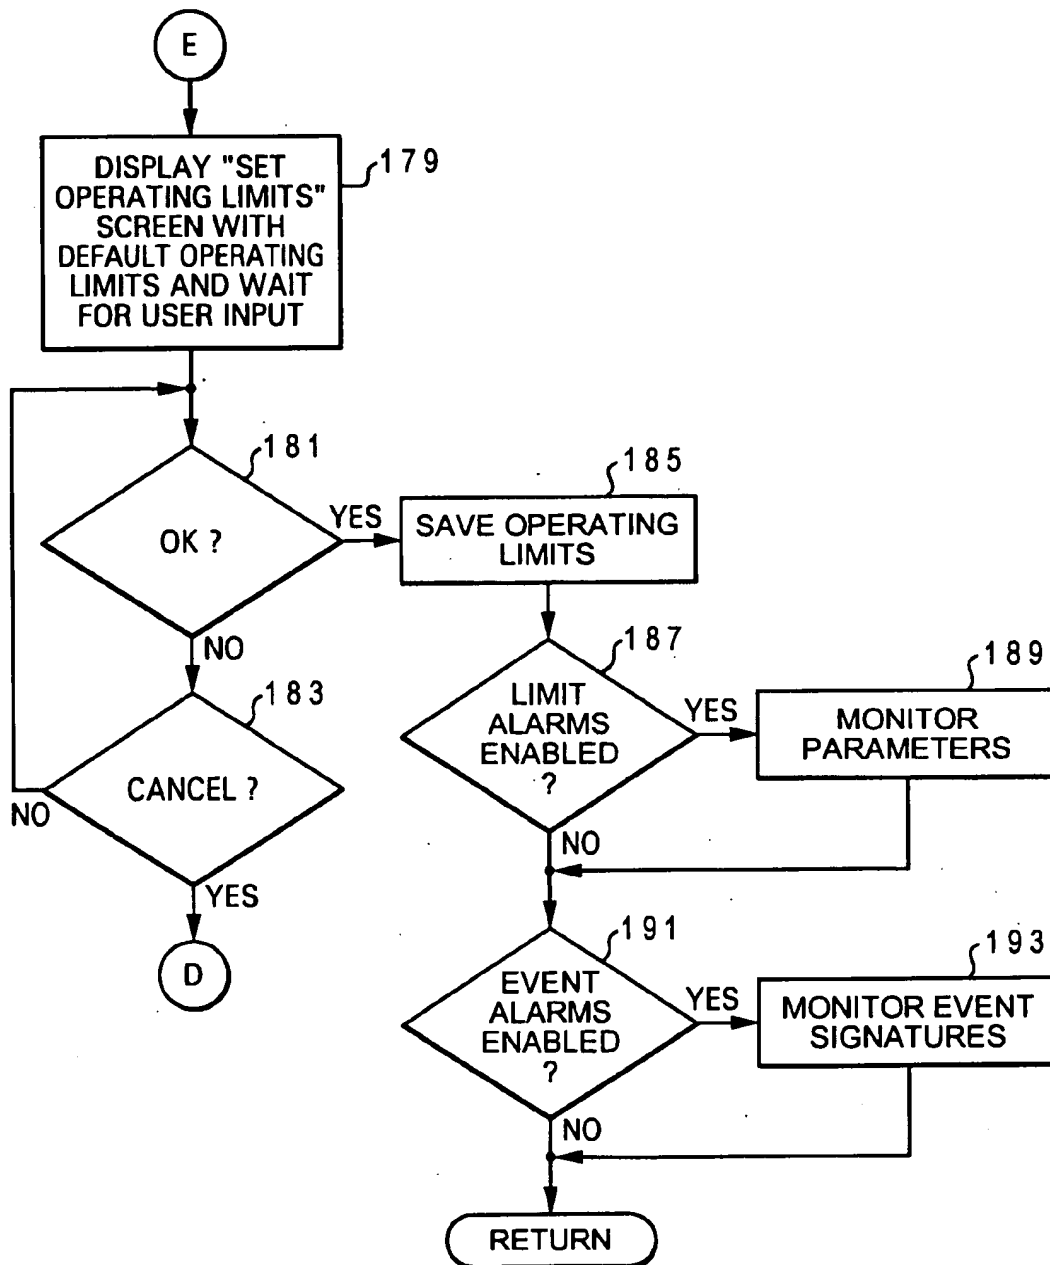 E
179
DISPLAY "SET
OPERATING LIMITS"
SCREEN WITH
DEFAULT OPERATING
LIMITS AND WAIT
FOR USER INPUT
181
OK ?
YES
NO
185
SAVE OPERATING
LIMITS
183
CANCEL ?
NO
YES
D
187
LIMIT
ALARMS
ENABLED
?
YES
NO
189
MONITOR
PARAMETERS
191
EVENT
ALARMS
ENABLED
?
YES
NO
193
MONITOR EVENT
SIGNATURES
RETURN